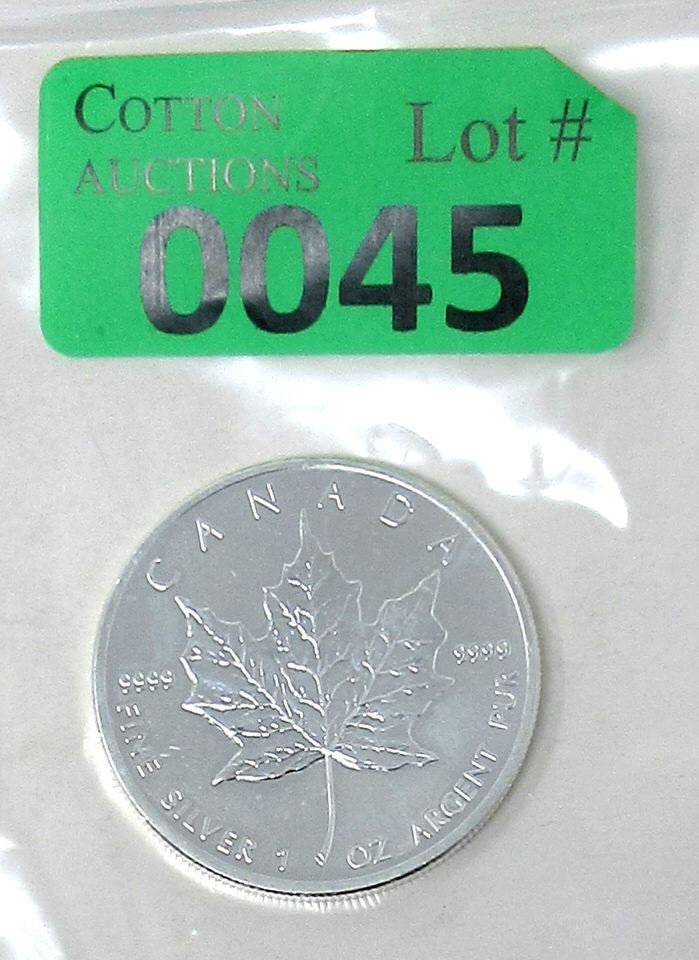 COTTON
AUCTIONS
Lot #
0045
CANADA
9999
9999
FINE SILVER 1 OZ ARGENT PUR